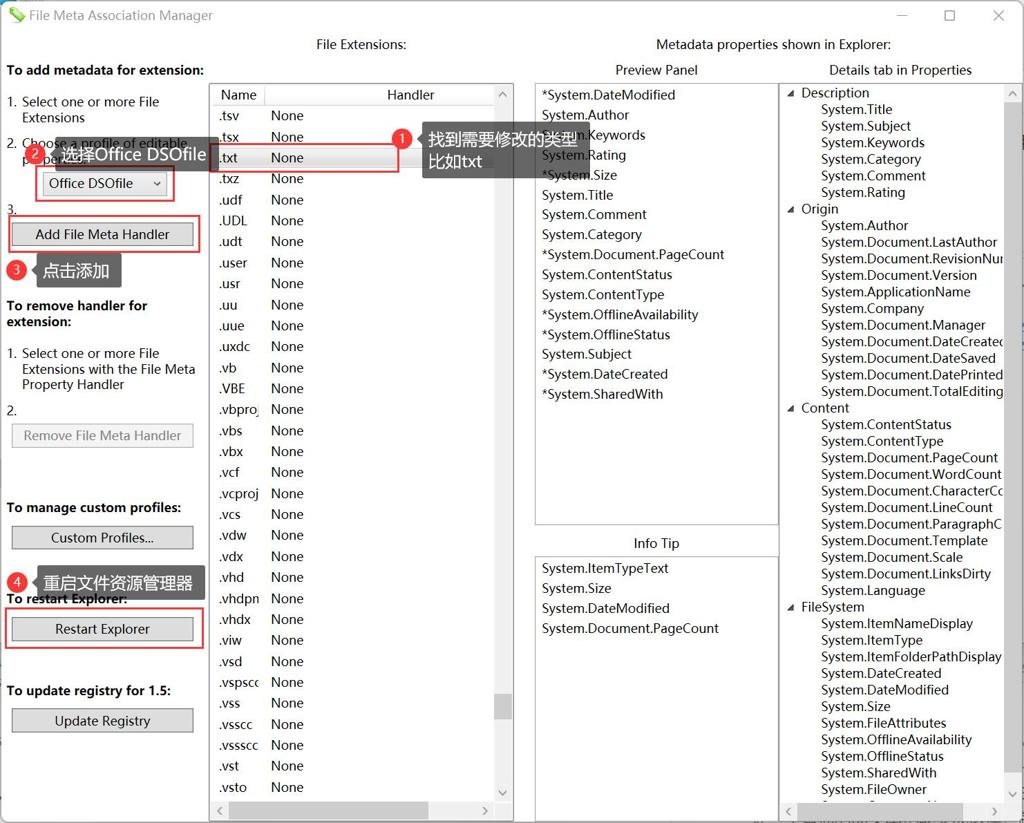 File Meta Association Manager
File Extensions:
Metadata properties shown in Explorer:
To add metadata for extension:
1. Select one or more File
Extensions
2. Choose a profile of editable
properties:
2
选择Office DSOfile
Office DSOfile
3.
Add File Meta Handler
3
点击添加
To remove handler for
extension:
1. Select one or more File
Extensions with the File Meta
Property Handler
2.
Remove File Meta Handler
To manage custom profiles:
Custom Profiles...
4
重启文件资源管理器
To restart Explorer:
Restart Explorer
To update registry for 1.5:
Update Registry
Name Handler
.tsv None
.tsx None
.txt None
1
找到需要修改的类型
比如txt
.txz None
.udf None
.UDL None
.udt None
.user None
.usr None
.uu None
.uue None
.uxdc None
.vb None
.VBE None
.vbproj None
.vbs None
.vbx None
.vcf None
.vcproj None
.vcs None
.vdw None
.vdx None
.vhd None
.vhdpn None
.vhdx None
.viw None
.vsd None
.vspscc None
.vss None
.vsscc None
.vssscc None
.vst None
.vsto None
Preview Panel
*System.DateModified
System.Author
System.Keywords
System.Rating
*System.Size
System.Title
System.Comment
System.Category
*System.Document.PageCount
System.ContentStatus
System.ContentType
*System.OfflineAvailability
*System.OfflineStatus
System.Subject
*System.DateCreated
*System.SharedWith
Info Tip
System.ItemTypeText
System.Size
System.DateModified
System.Document.PageCount
Details tab in Properties
Description
System.Title
System.Subject
System.Keywords
System.Category
System.Comment
System.Rating
Origin
System.Author
System.Document.LastAuthor
System.Document.RevisionNur
System.Document.Version
System.ApplicationName
System.Company
System.Document.Manager
System.Document.DateCreated
System.Document.DateSaved
System.Document.DatePrinted
System.Document.TotalEditing
Content
System.ContentStatus
System.ContentType
System.Document.PageCount
System.Document.WordCount
System.Document.CharacterCo
System.Document.LineCount
System.Document.ParagraphC
System.Document.Template
System.Document.Scale
System.Document.LinksDirty
System.Language
FileSystem
System.ItemNameDisplay
System.ItemType
System.ItemFolderPathDisplay
System.DateCreated
System.DateModified
System.Size
System.FileAttributes
System.OfflineAvailability
System.OfflineStatus
System.SharedWith
System.FileOwner